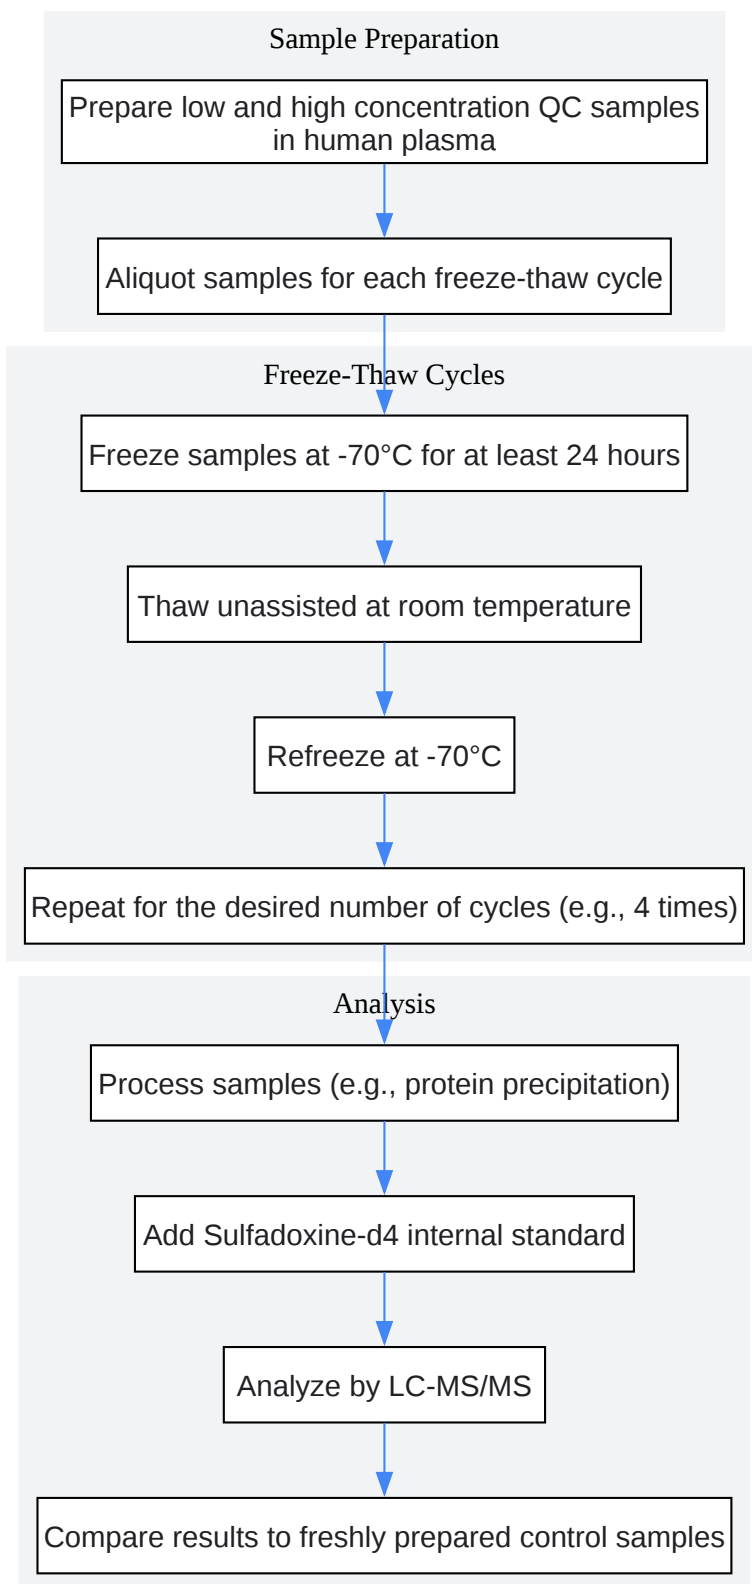 Sample Preparation
Prepare low and high concentration QC samples
in human plasma
Aliquot samples for each freeze-thaw cycle
Freeze-Thaw Cycles
Freeze samples at -70°C for at least 24 hours
Thaw unassisted at room temperature
Refreeze at -70°C
Repeat for the desired number of cycles (e.g., 4 times)
Analysis
Process samples (e.g., protein precipitation)
Add Sulfadoxine-d4 internal standard
Analyze by LC-MS/MS
Compare results to freshly prepared control samples